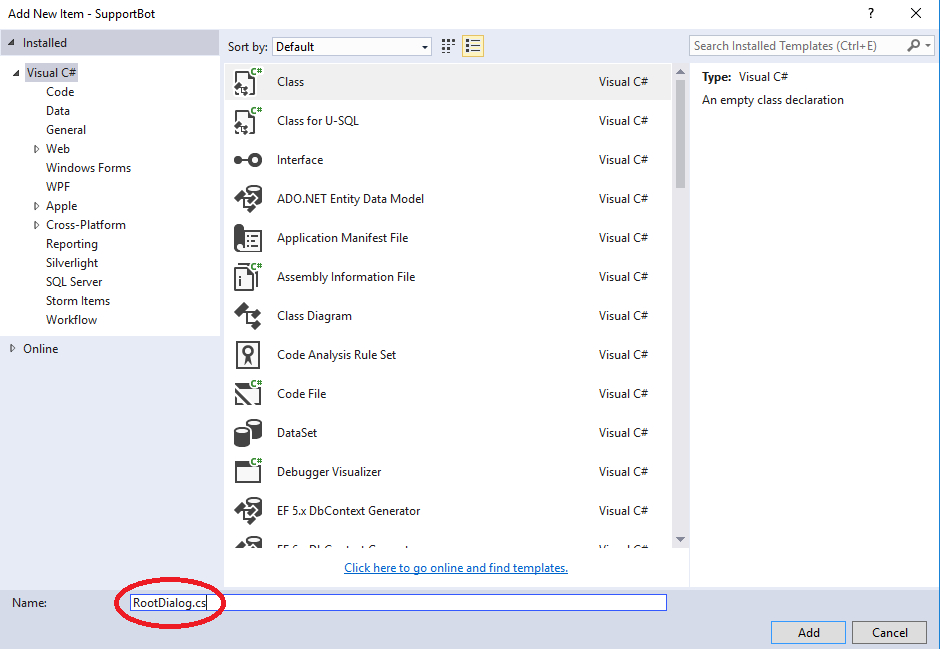 Add New Item - SupportBot
?
Installed
Visual C#
Code
Data
General
Web
Windows Forms
WPF
Apple
Cross-Platform
Reporting
Silverlight
SQL Server
Storm Items
Workflow
Online
Sort by: Default
Search Installed Templates (Ctrl+E)
C# Class Visual C#
C# Class for U-SQL Visual C#
Interface Visual C#
ADO.NET Entity Data Model Visual C#
Application Manifest File Visual C#
C# Assembly Information File Visual C#
Class Diagram Visual C#
Code Analysis Rule Set Visual C#
C# Code File Visual C#
DataSet Visual C#
C# Debugger Visualizer Visual C#
EF 5.x DbContext Generator Visual C#
Click here to go online and find templates.
Type: Visual C#
An empty class declaration
Name: RootDialog.cs
Add Cancel